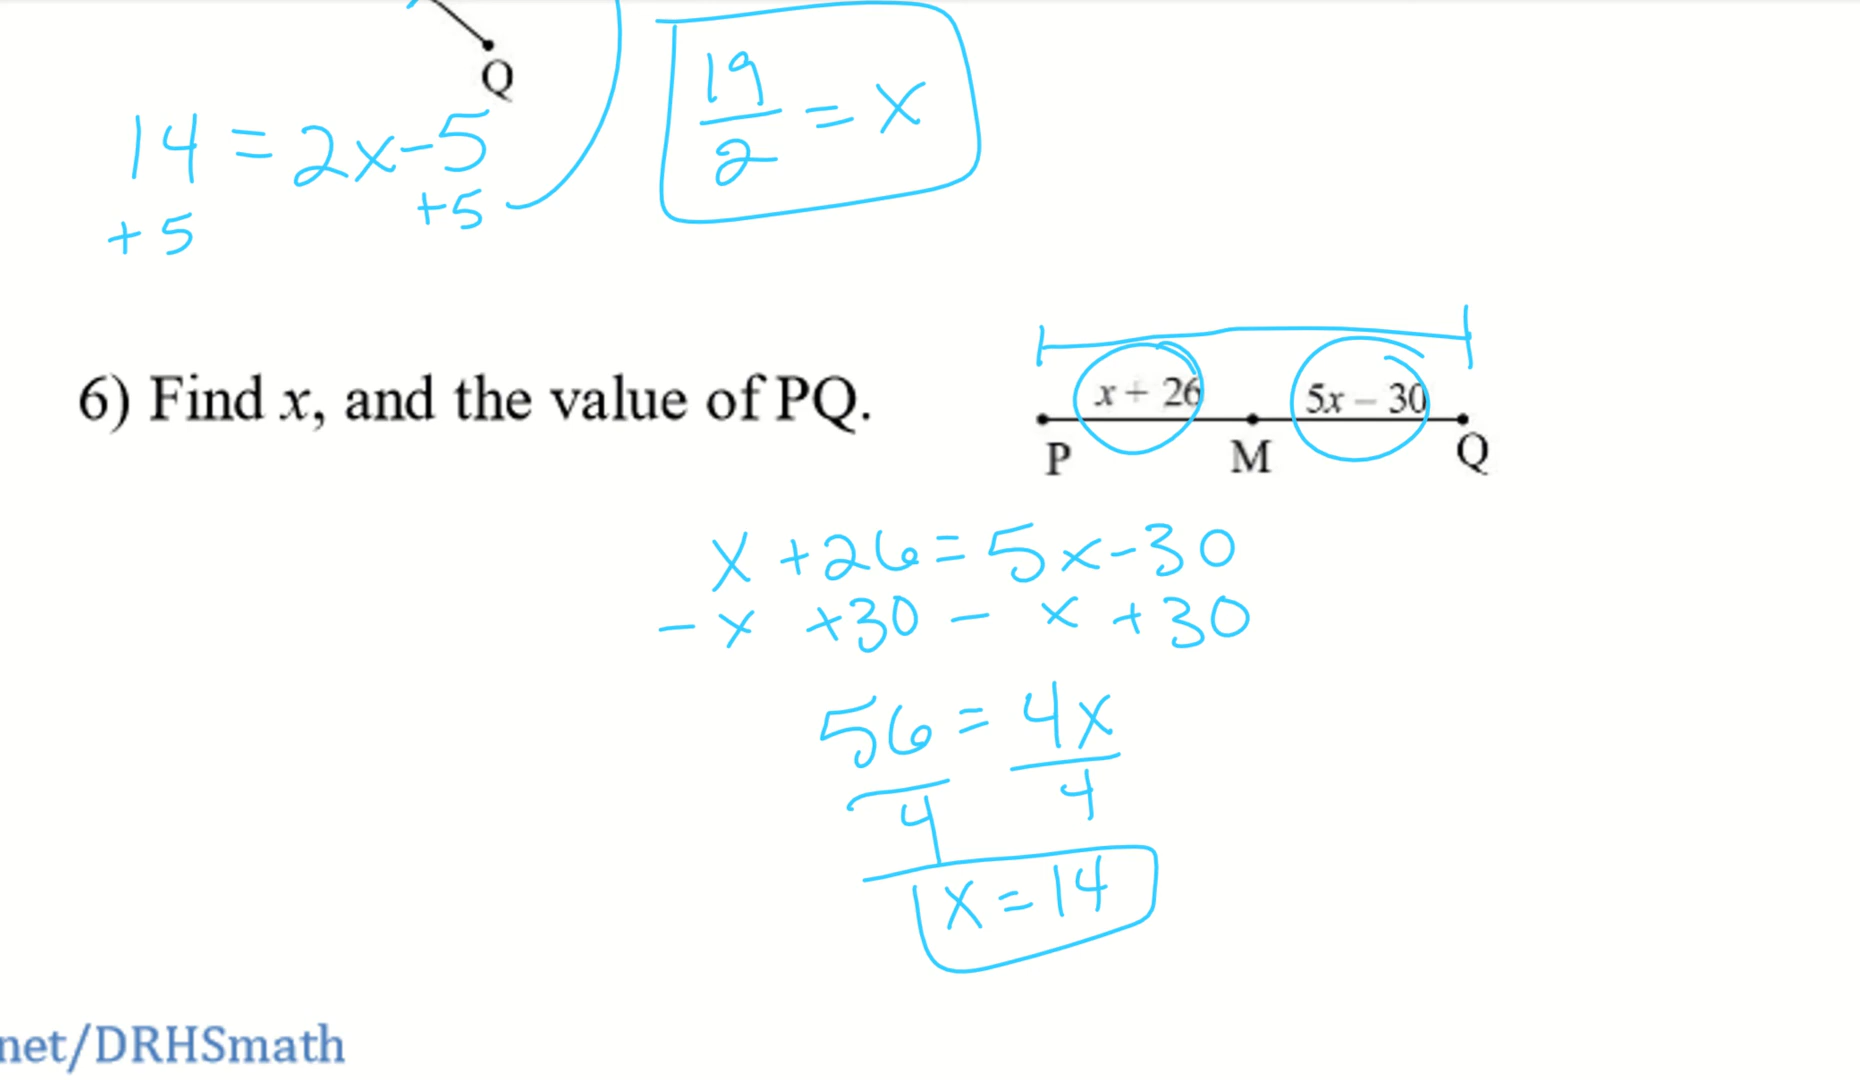 Q
19/2 = x
14 = 2x-5
+5 +5
6) Find x, and the value of PQ.
x + 26 5x – 30
P M Q
x +26 = 5x-30
- x +30 - x +30
56 = 4x
4 4
x = 14
net/DRHSmath